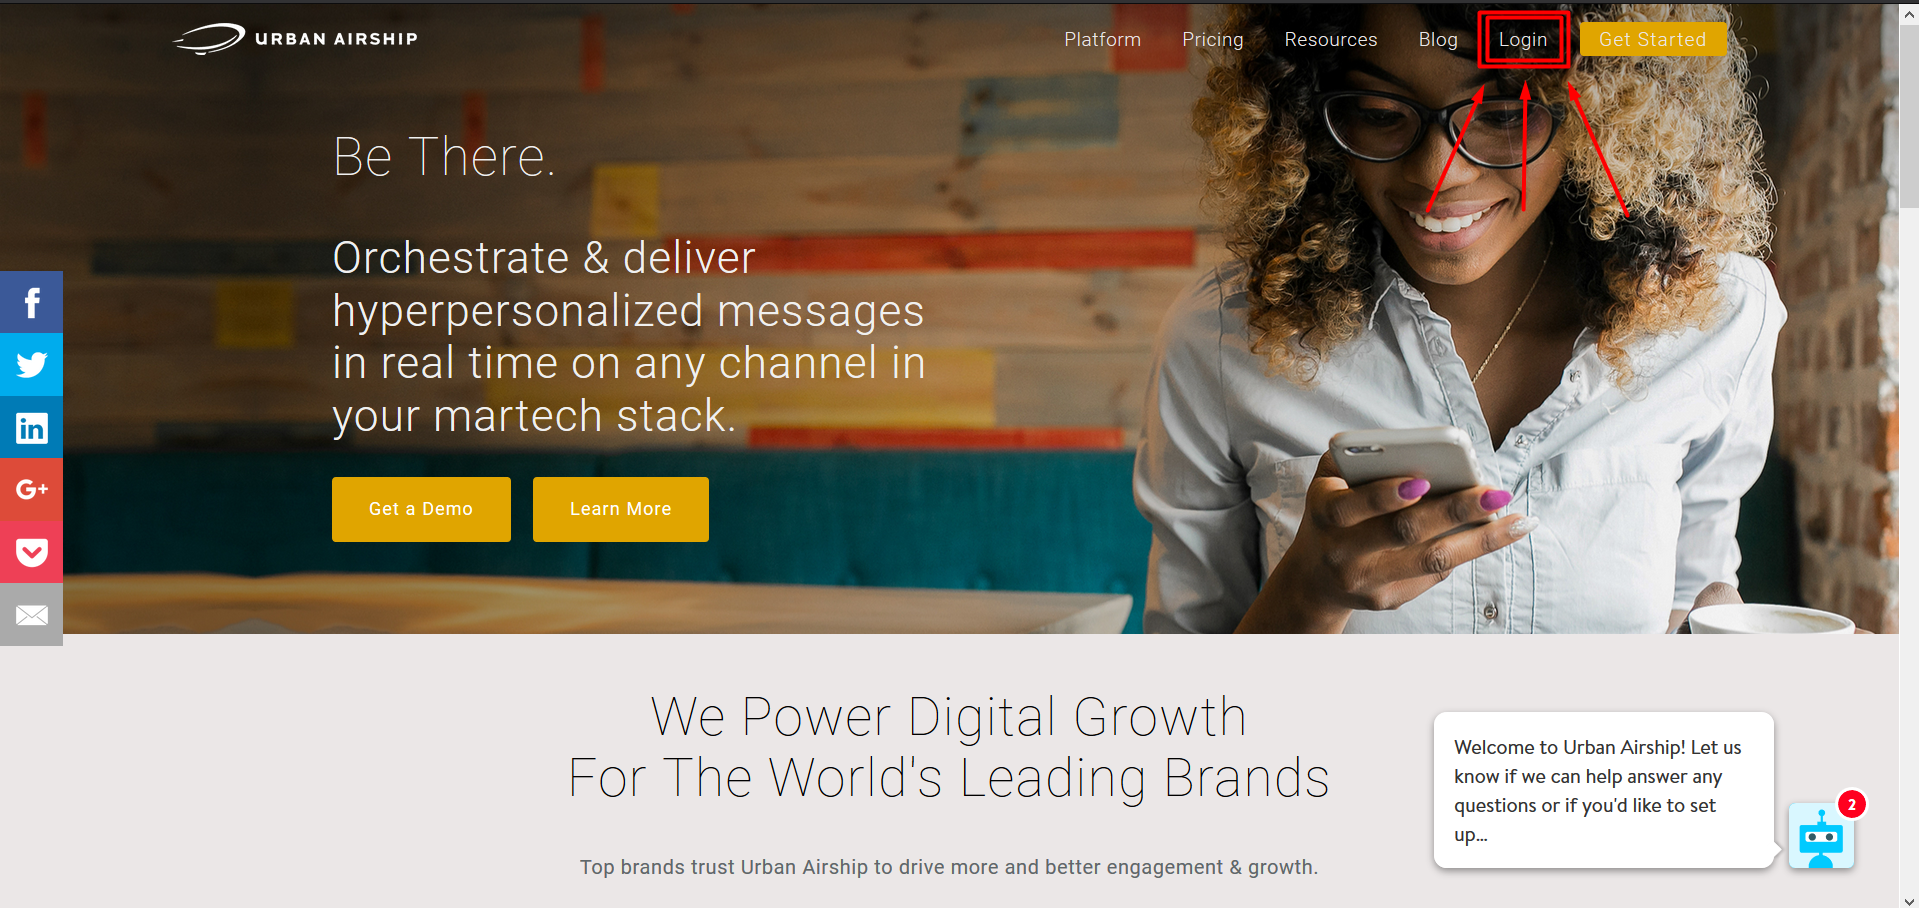 URBAN AIRSHIP
Platform
Pricing
Resources
Blog
Login
Get Started
Be There.
Orchestrate & deliver
hyperpersonalized messages
in real time on any channel in
your martech stack.
Get a Demo
Learn More
f
in
G+
We Power Digital Growth
For The World's Leading Brands
Top brands trust Urban Airship to drive more and better engagement & growth.
Welcome to Urban Airship! Let us
know if we can help answer any
questions or if you'd like to set
up...
2